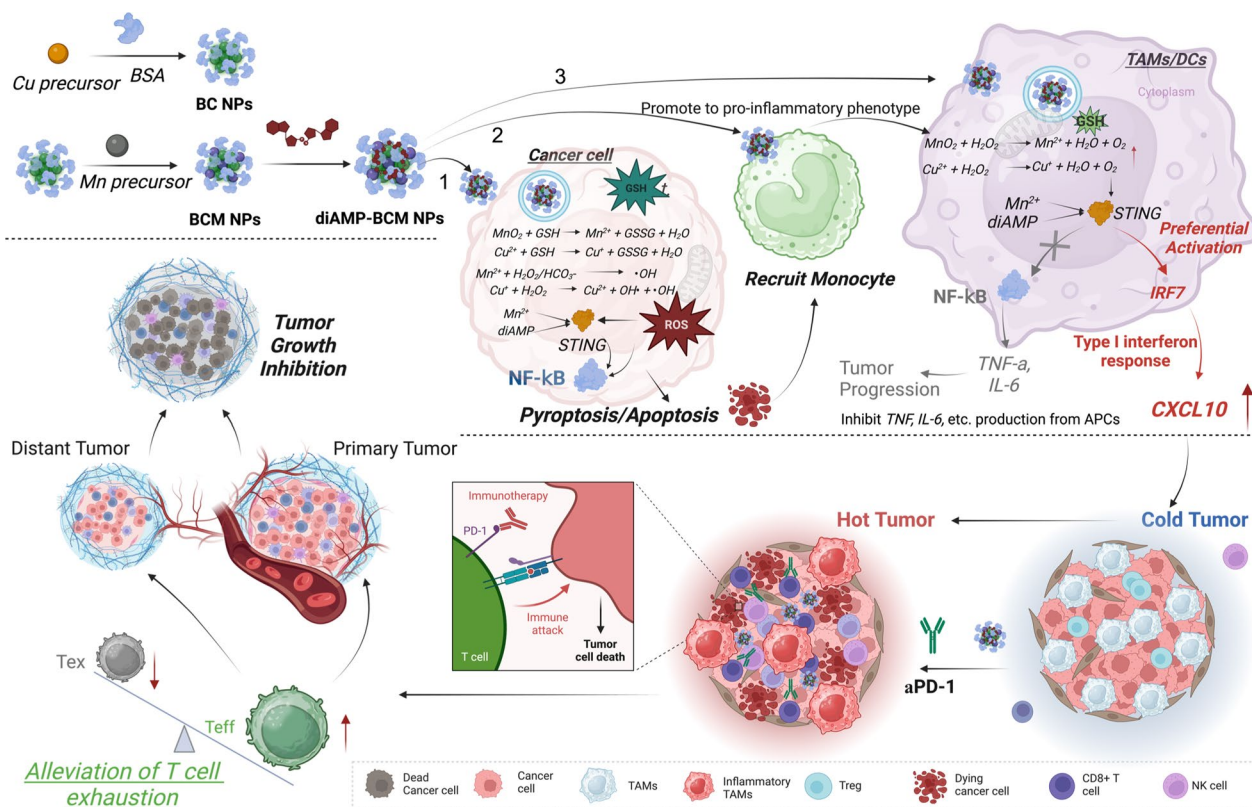 Cu precursor
BSA
BC NPs
Mn precursor
BCM NPs
diAMP-BCM NPs
1
2
3
Cancer cell
GSH
MnO₂ + GSH → Mn²⁺ + GSSG + H₂O
Cu²⁺ + GSH → Cu⁺ + GSSG + H₂O
Mn²⁺ + H₂O₂/HCO₃- → ·OH
Cu⁺ + H₂O₂ → Cu²⁺ + OH· + ·OH
Mn²⁺
diAMP
STING
ROS
NF-kB
Pyroptosis/Apoptosis
Promote to pro-inflammatory phenotype
Recruit Monocyte
TAMs/DCs
Cytoplasm
GSH
MnO₂ + H₂O₂ → Mn²⁺ + H₂O + O₂
Cu²⁺ + H₂O₂ → Cu⁺ + H₂O + O₂
Mn²⁺
diAMP
STING
Preferential
Activation
NF-kB
IRF7
Type I interferon
response
TNF-a,
IL-6
Tumor
Progression
CXCL10
Inhibit TNF, IL-6, etc. production from APCs
Tumor
Growth
Inhibition
Distant Tumor
Primary Tumor
Immunotherapy
PD-1
Immune
attack
T cell
Tumor
cell death
Hot Tumor
Cold Tumor
aPD-1
Tex
Teff
Alleviation of T cell
exhaustion
Dead
Cancer cell
Cancer
cell
TAMs
Inflammatory
TAMs
Treg
Dying
cancer cell
CD8+ T
cell
NK cell